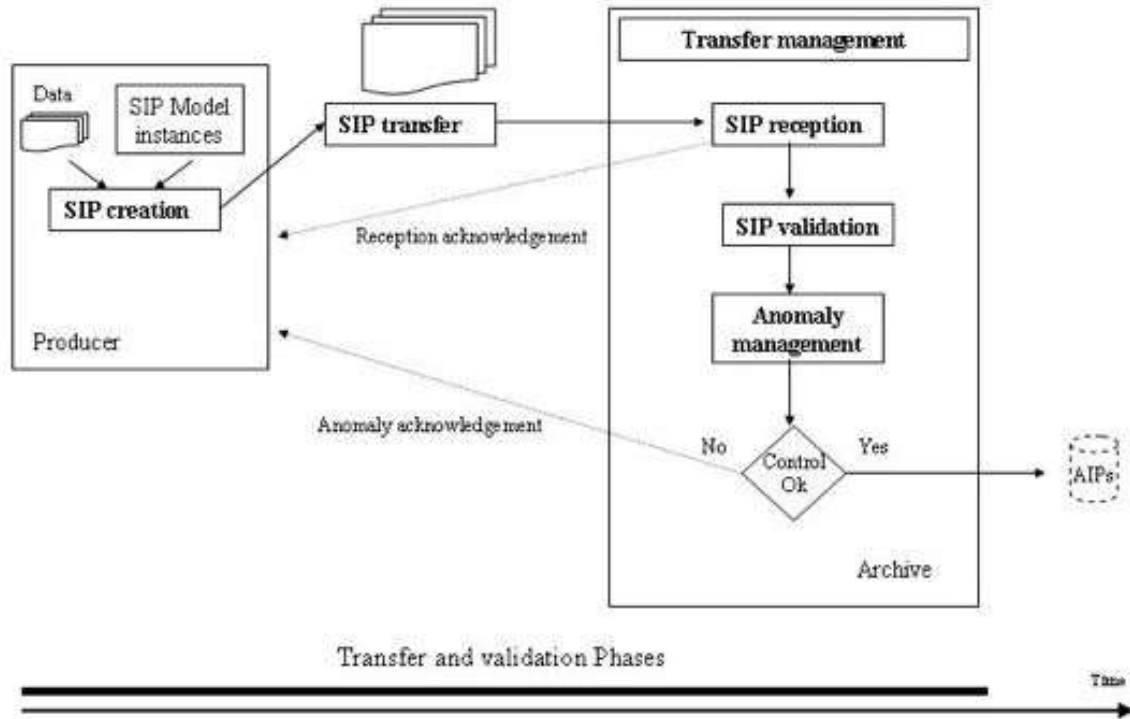 Transfer management
Data
SIP Model
instances
SIP transfer
SIP reception
SIP creation
SIP validation
Reception acknowledgement
Anomaly
management
Producer
Anomaly acknowledgement
No
Yes
Control
Ok
AIPs
Archive
Transfer and validation Phases
Time